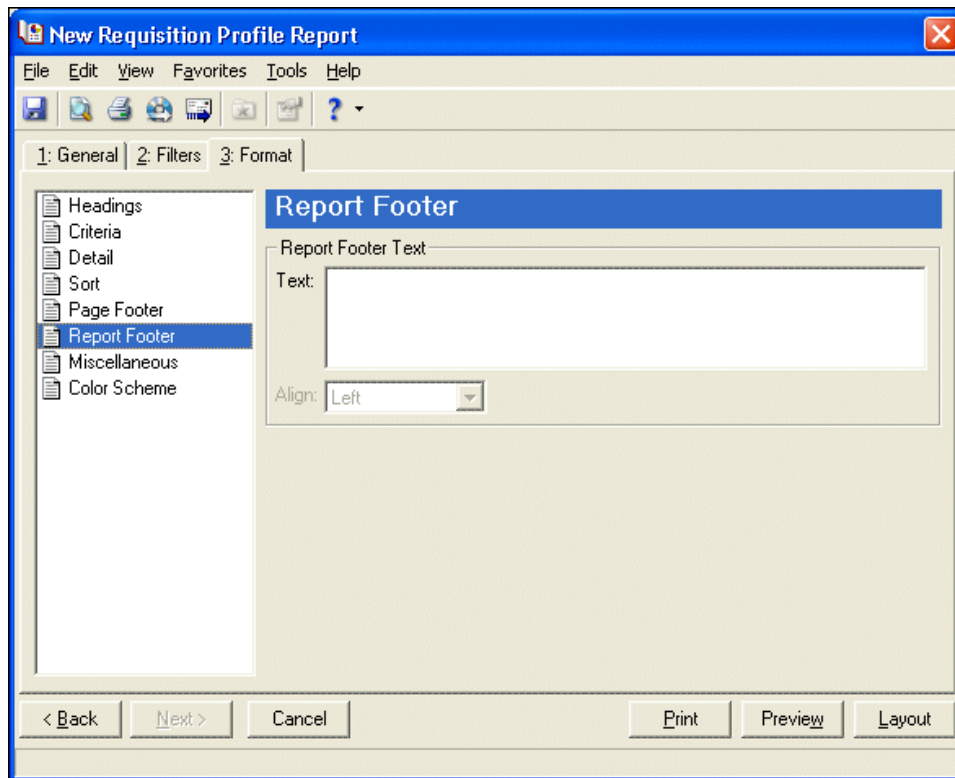 New Requisition Profile Report
File Edit View Favorites Tools Help
?
1: General 2: Filters 3: Format
Headings
Criteria
Detail
Sort
Page Footer
Report Footer
Miscellaneous
Color Scheme
Report Footer
Report Footer Text
Text:
Align: Left
< Back Next > Cancel Print Preview Layout